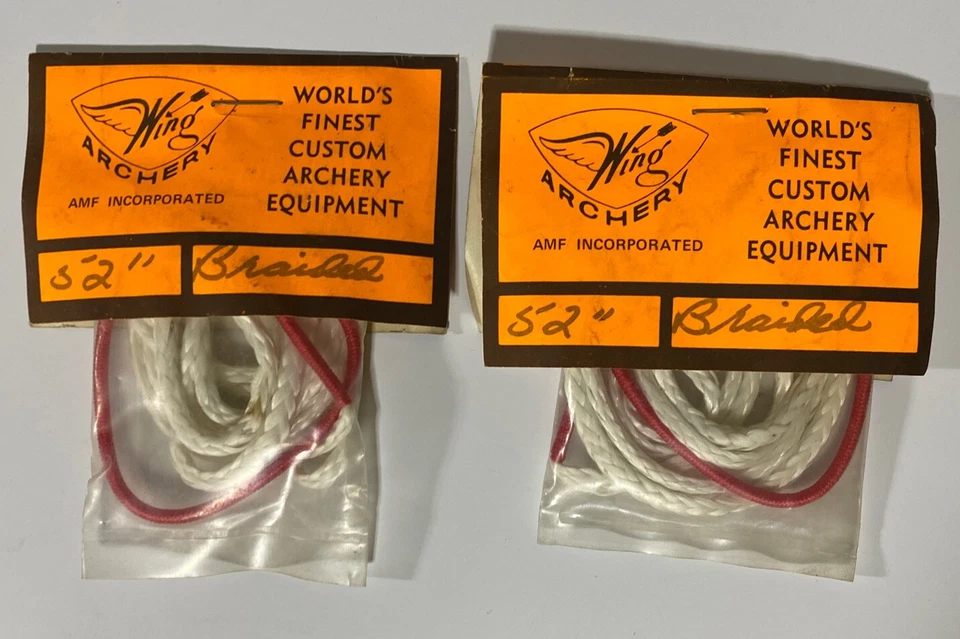 Wing
ARCHERY
AMF INCORPORATED
WORLD'S
FINEST
CUSTOM
ARCHERY
EQUIPMENT
52"
Braided
Wing
ARCHERY
AMF INCORPORATED
WORLD'S
FINEST
CUSTOM
ARCHERY
EQUIPMENT
52"
Braided